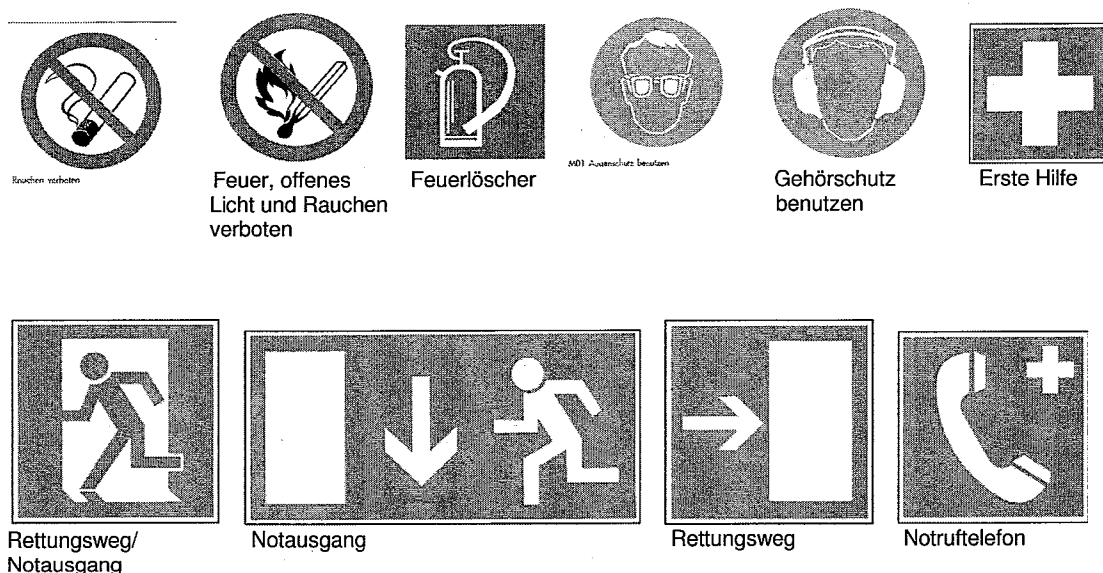 Rauchen verboten
Feuer, offenes
Licht und Rauchen
verboten
Feuerlöscher
M01 Augenschutz benutzen
Gehörschutz
benutzen
Erste Hilfe
Rettungsweg/
Notausgang
Notausgang
Rettungsweg
Notruftelefon